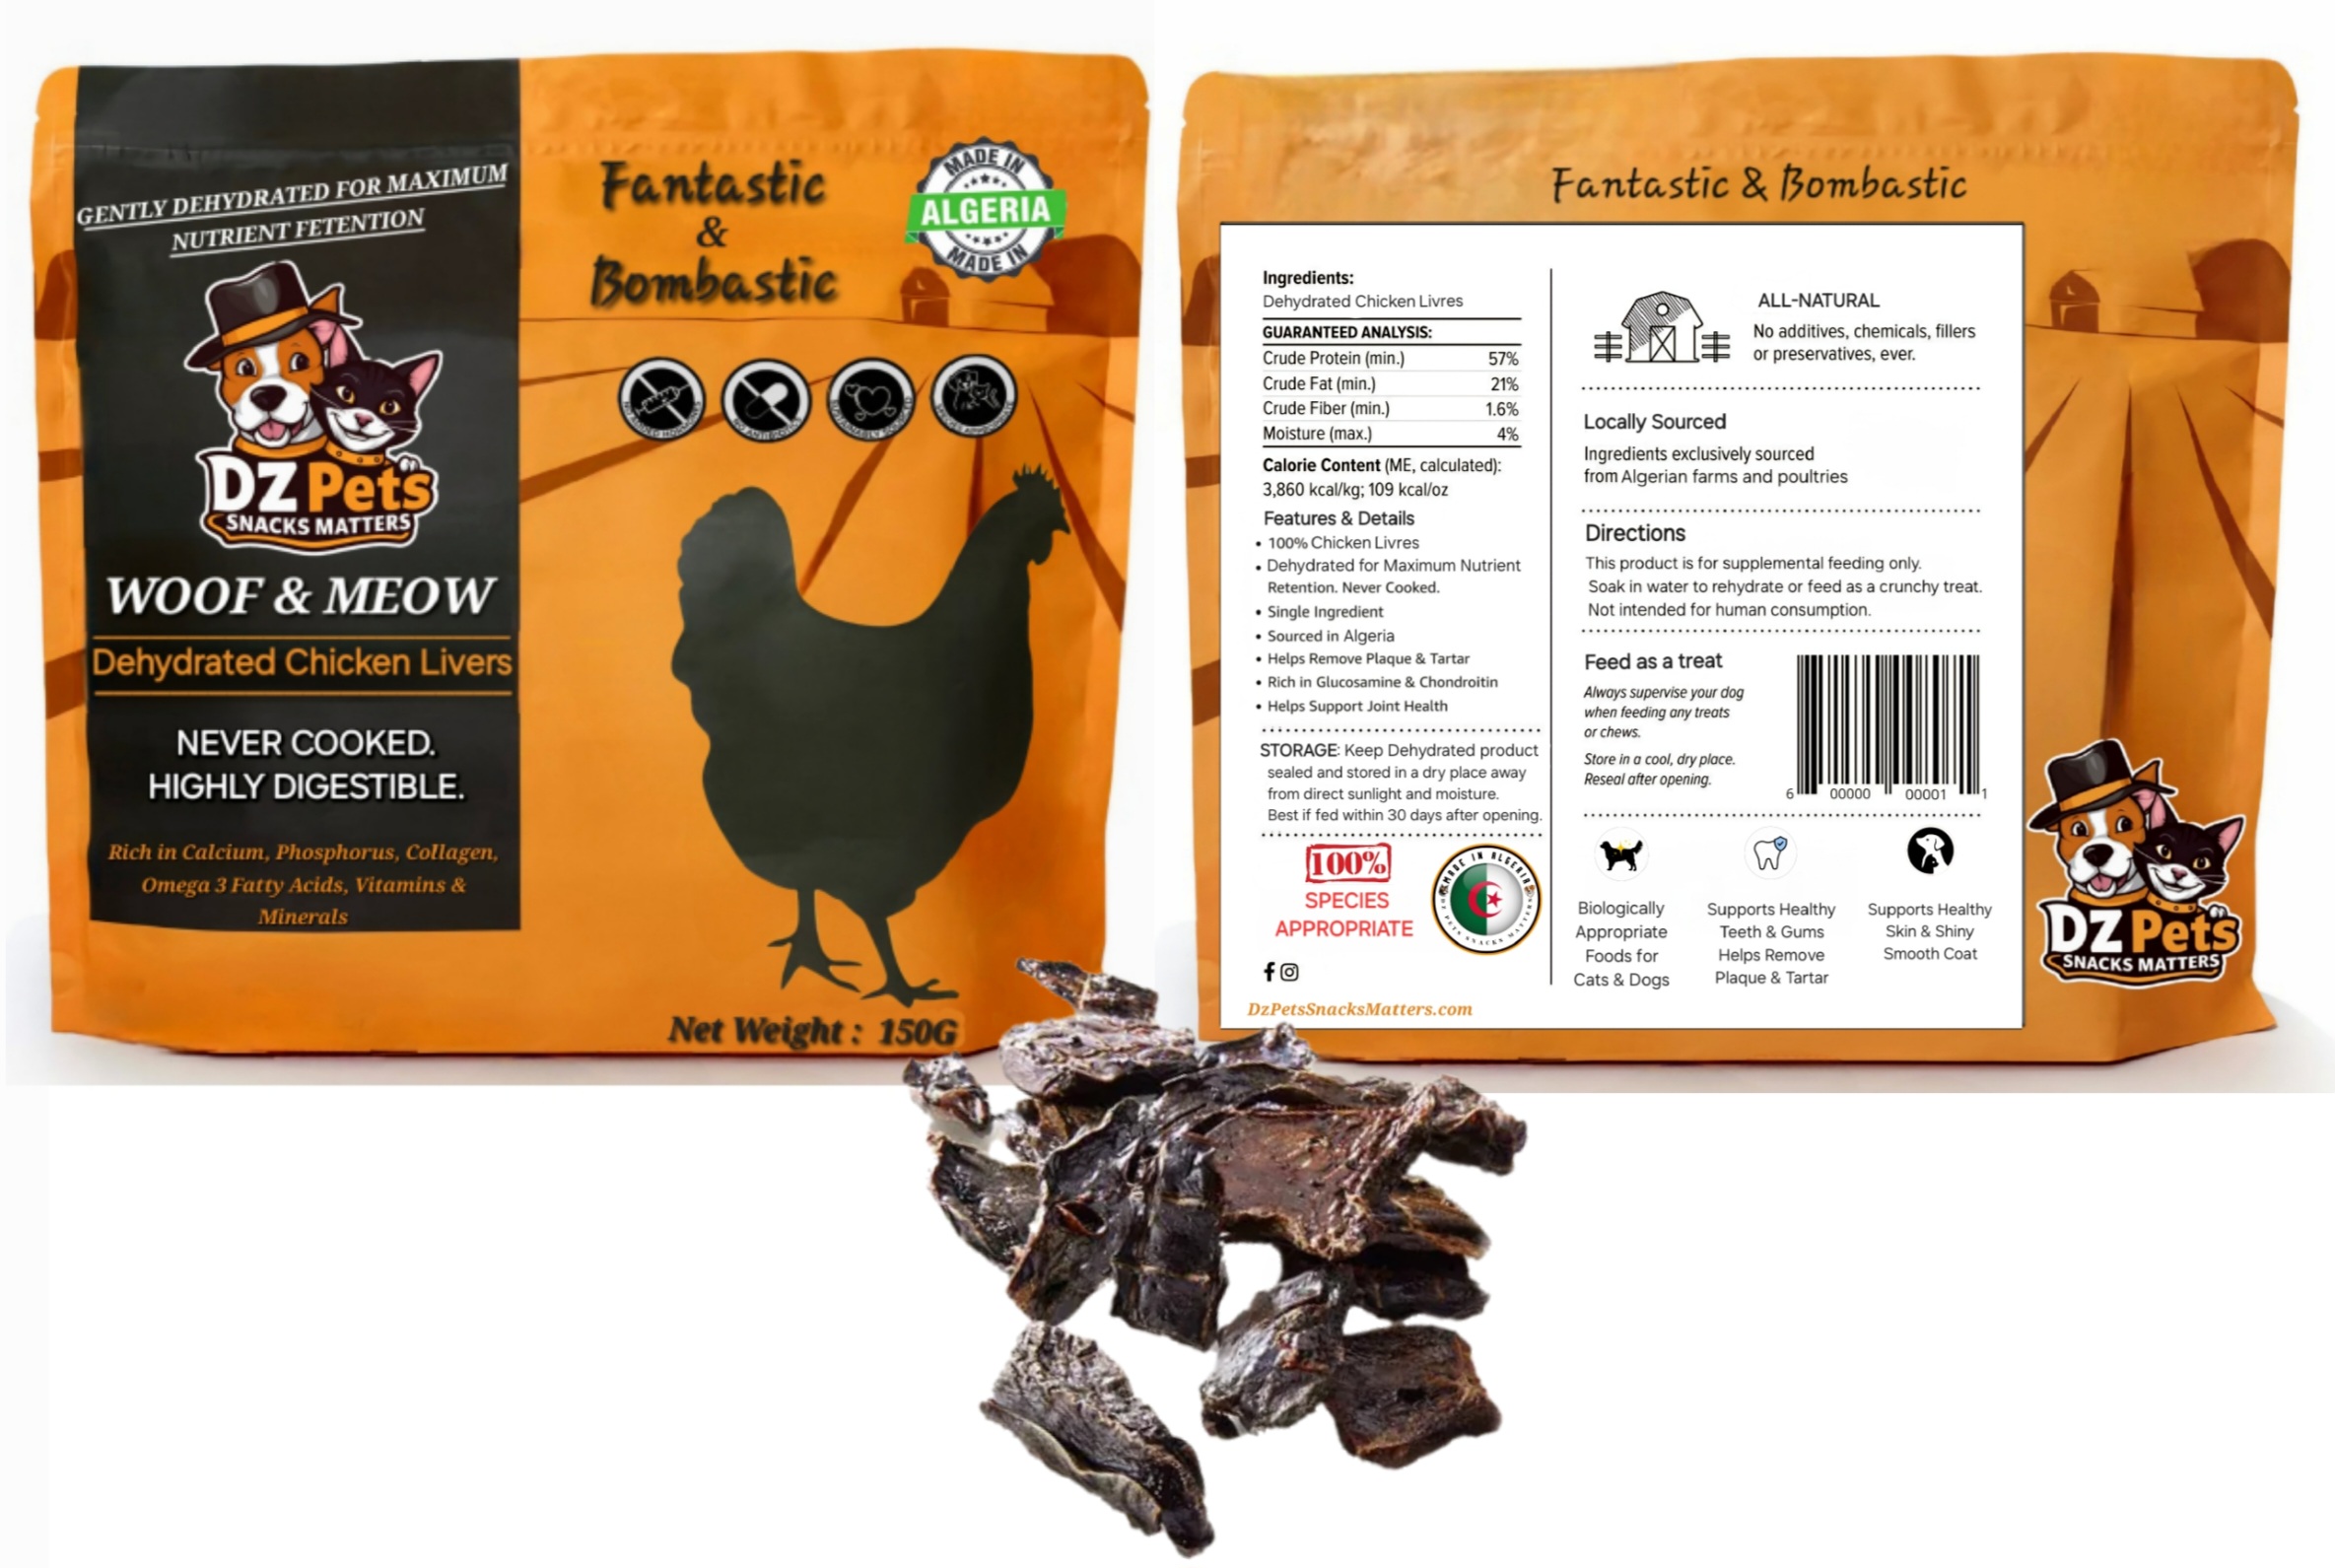 GENTLY DEHYDRATED FOR MAXIMUM
NUTRIENT FETENTION
DZ Pets
SNACKS MATTERS
WOOF & MEOW
Dehydrated Chicken Livers
NEVER COOKED.
HIGHLY DIGESTIBLE.
Rich in Calcium, Phosphorus, Collagen,
Omega 3 Fatty Acids, Vitamins &
Minerals
Fantastic
&
Bombastic
MADE IN
ALGERIA
MADE IN
NO ANTIBIOTICS
Net Weight : 150G
Fantastic & Bombastic
Ingredients:
Dehydrated Chicken Livres
GUARANTEED ANALYSIS:
Crude Protein (min.) 57%
Crude Fat (min.) 21%
Crude Fiber (min.) 1.6%
Moisture (max.) 4%
Calorie Content (ME, calculated):
3,860 kcal/kg; 109 kcal/oz
Features & Details
• 100% Chicken Livres
• Dehydrated for Maximum Nutrient
Retention. Never Cooked.
• Single Ingredient
• Sourced in Algeria
• Helps Remove Plaque & Tartar
• Rich in Glucosamine & Chondroitin
• Helps Support Joint Health
STORAGE: Keep Dehydrated product
sealed and stored in a dry place away
from direct sunlight and moisture.
Best if fed within 30 days after opening.
100%
SPECIES
APPROPRIATE
MADE IN ALGERIA
PETS SNACKS MATTERS
DzPetsSnacksMatters.com
ALL-NATURAL
No additives, chemicals, fillers
or preservatives, ever.
Locally Sourced
Ingredients exclusively sourced
from Algerian farms and poultries
Directions
This product is for supplemental feeding only.
Soak in water to rehydrate or feed as a crunchy treat.
Not intended for human consumption.
Feed as a treat
Always supervise your dog
when feeding any treats
or chews.
Store in a cool, dry place.
Reseal after opening.
6 00000 00001 1
Biologically
Appropriate
Foods for
Cats & Dogs
Supports Healthy
Teeth & Gums
Helps Remove
Plaque & Tartar
Supports Healthy
Skin & Shiny
Smooth Coat
DZ Pets
SNACKS MATTERS